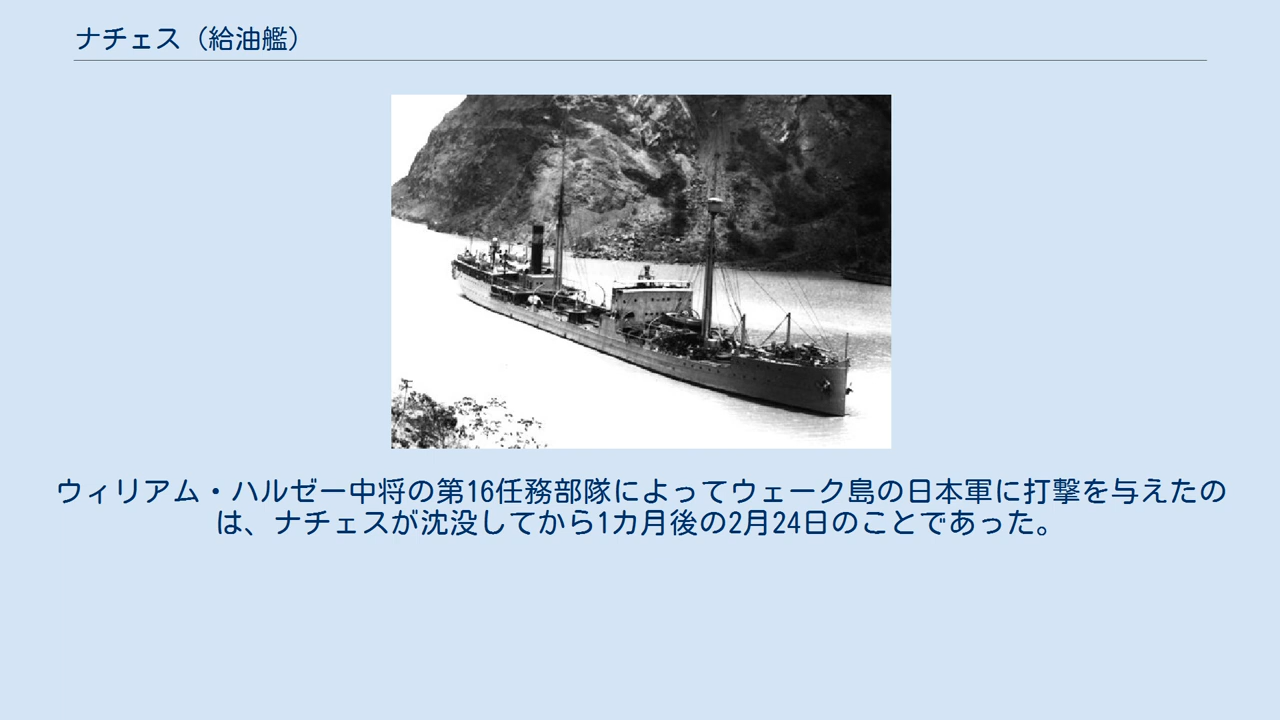 ナチェス（給油艦）
ウィリアム・ハルゼー中将の第16任務部隊によってウェーク島の日本軍に打撃を与えたの
は、ナチェスが沈没してから1カ月後の2月24日のことであった。